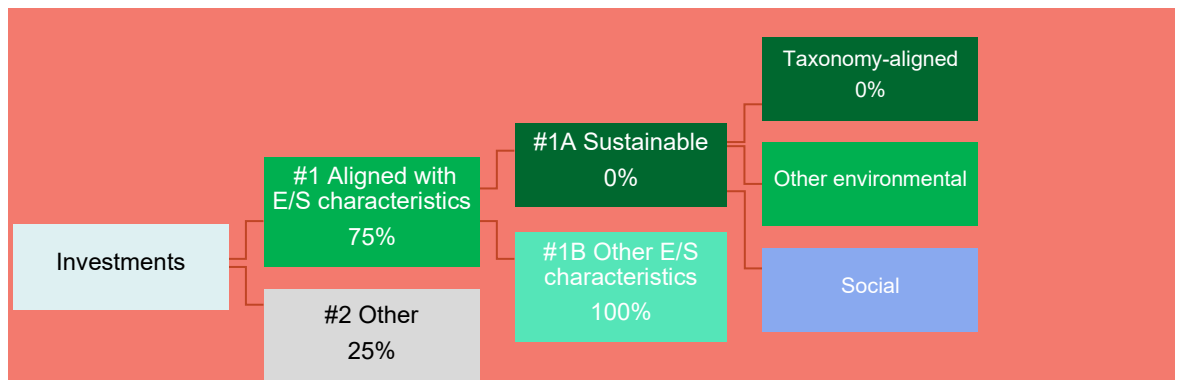 Investments
#1 Aligned with
E/S characteristics
75%
#2 Other
25%
#1A Sustainable
0%
#1B Other E/S
characteristics
100%
Taxonomy-aligned
0%
Other environmental
Social